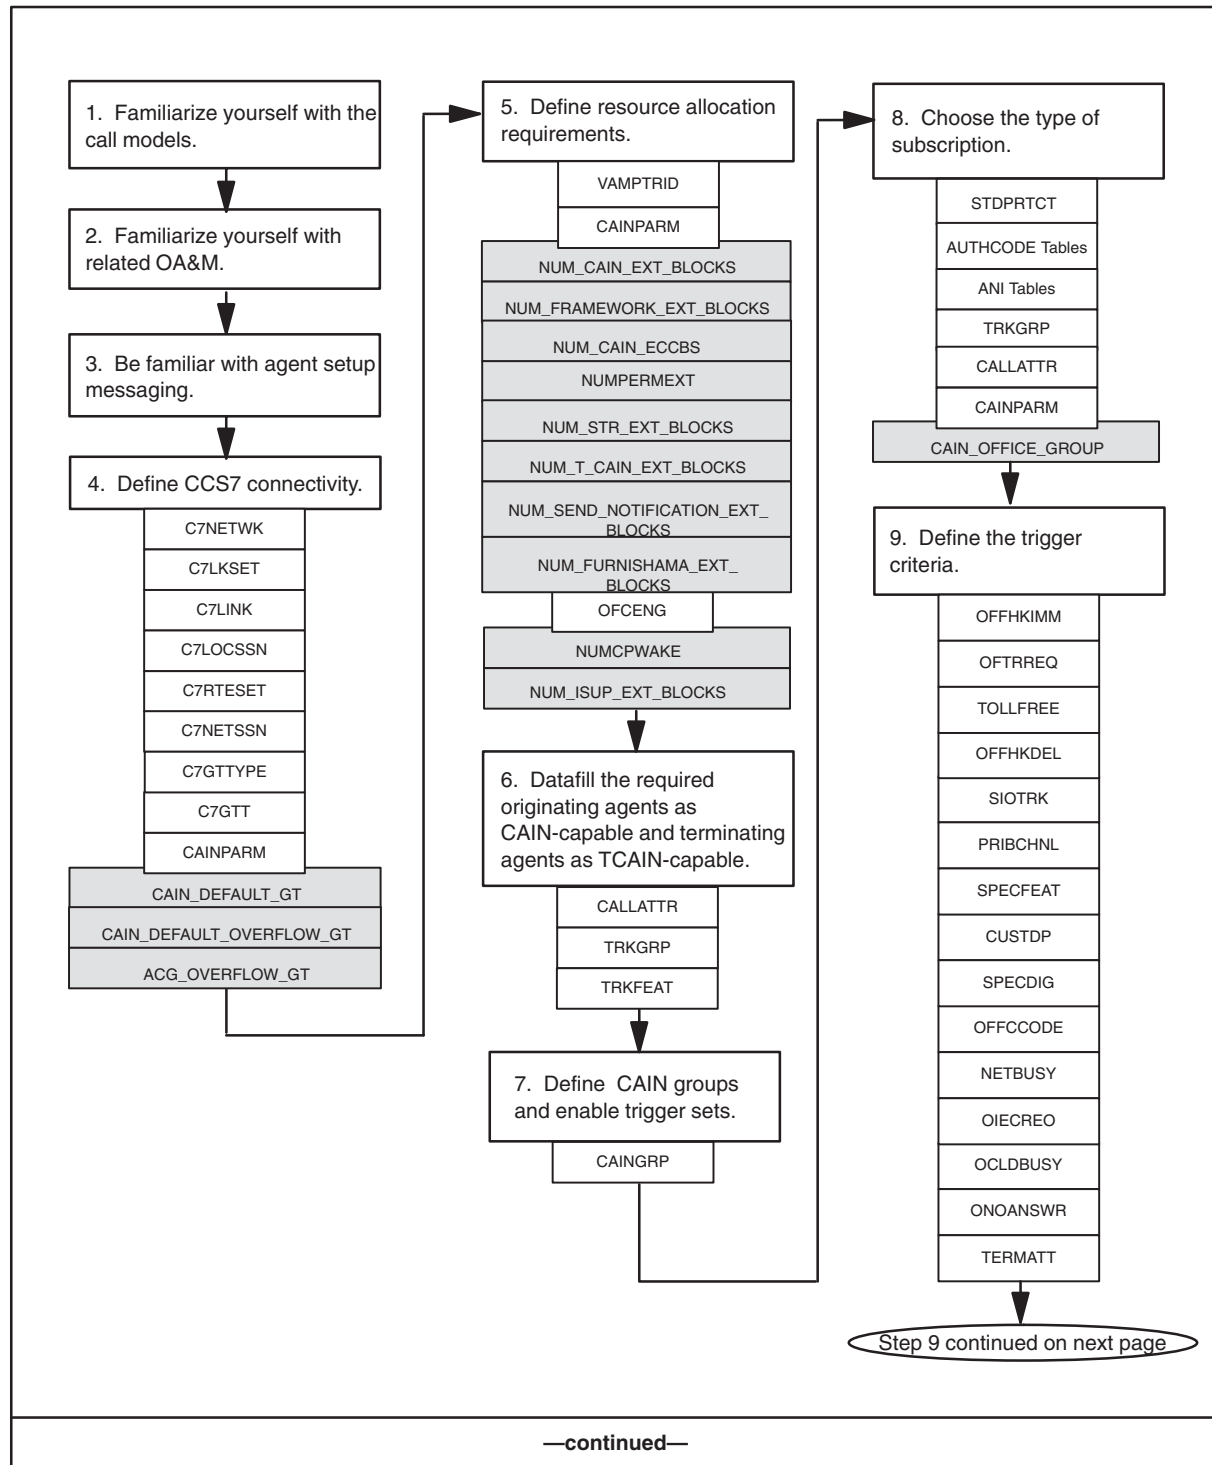 1. Familiarize yourself with the
call models.
2. Familiarize yourself with
related OA&M.
3. Be familiar with agent setup
messaging.
4. Define CCS7 connectivity.
C7NETWK
C7LKSET
C7LINK
C7LOCSSN
C7RTESET
C7NETSSN
C7GTTYPE
C7GTT
CAINPARM
CAIN_DEFAULT_GT
CAIN_DEFAULT_OVERFLOW_GT
ACG_OVERFLOW_GT
5. Define resource allocation
requirements.
VAMPTRID
CAINPARM
NUM_CAIN_EXT_BLOCKS
NUM_FRAMEWORK_EXT_BLOCKS
NUM_CAIN_ECCBS
NUMPERMEXT
NUM_STR_EXT_BLOCKS
NUM_T_CAIN_EXT_BLOCKS
NUM_SEND_NOTIFICATION_EXT_
BLOCKS
NUM_FURNISHAMA_EXT_
BLOCKS
OFCENG
NUMCPWAKE
NUM_ISUP_EXT_BLOCKS
6. Datafill the required
originating agents as
CAIN-capable and terminating
agents as TCAIN-capable.
CALLATTR
TRKGRP
TRKFEAT
7. Define CAIN groups
and enable trigger sets.
CAINGRP
8. Choose the type of
subscription.
STDPRTCT
AUTHCODE Tables
ANI Tables
TRKGRP
CALLATTR
CAINPARM
CAIN_OFFICE_GROUP
9. Define the trigger
criteria.
OFFHKIMM
OFTRREQ
TOLLFREE
OFFHKDEL
SIOTRK
PRIBCHNL
SPECFEAT
CUSTDP
SPECDIG
OFFCCODE
NETBUSY
OIECREO
OCLDBUSY
ONOANSWR
TERMATT
Step 9 continued on next page
—continued—